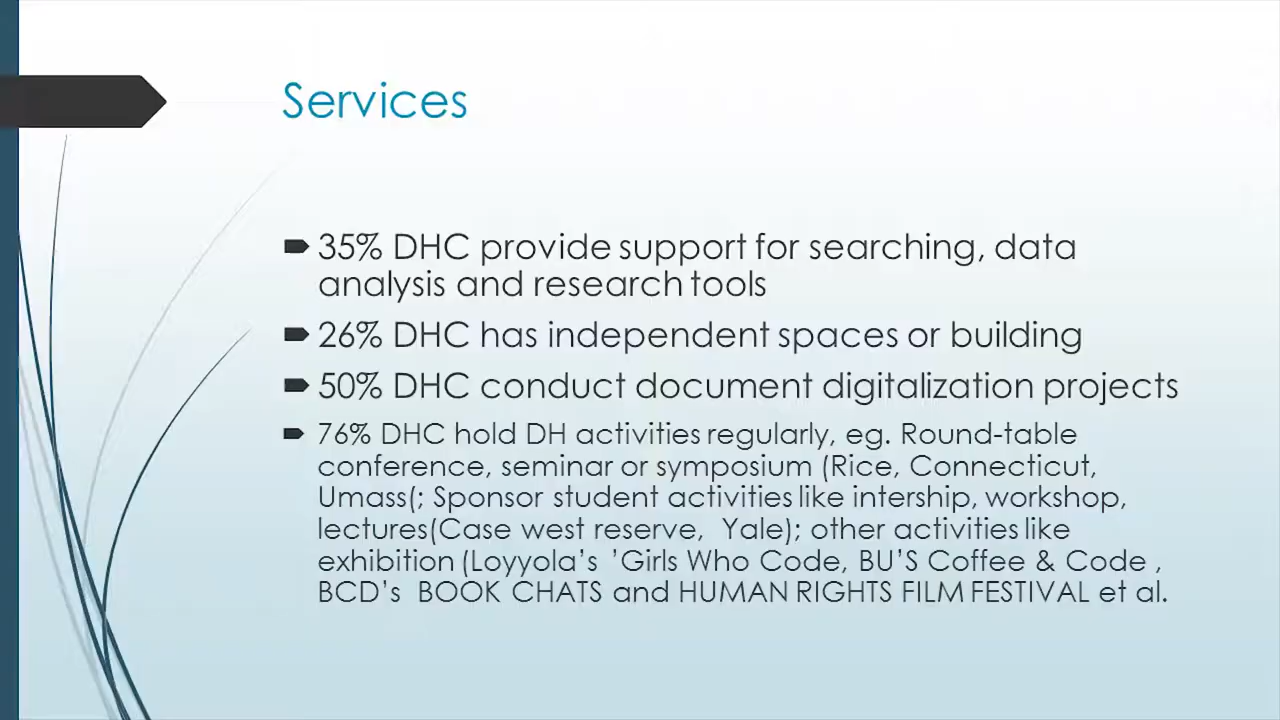 Services
35% DHC provide support for searching, data
analysis and research tools
26% DHC has independent spaces or building
50% DHC conduct document digitalization projects
76% DHC hold DH activities regularly, eg. Round-table
conference, seminar or symposium (Rice, Connecticut,
Umass(; Sponsor student activities like intership, workshop,
lectures(Case west reserve, Yale); other activities like
exhibition (Loyyola’s ’Girls Who Code, BU’S Coffee & Code ,
BCD’s BOOK CHATS and HUMAN RIGHTS FILM FESTIVAL et al.